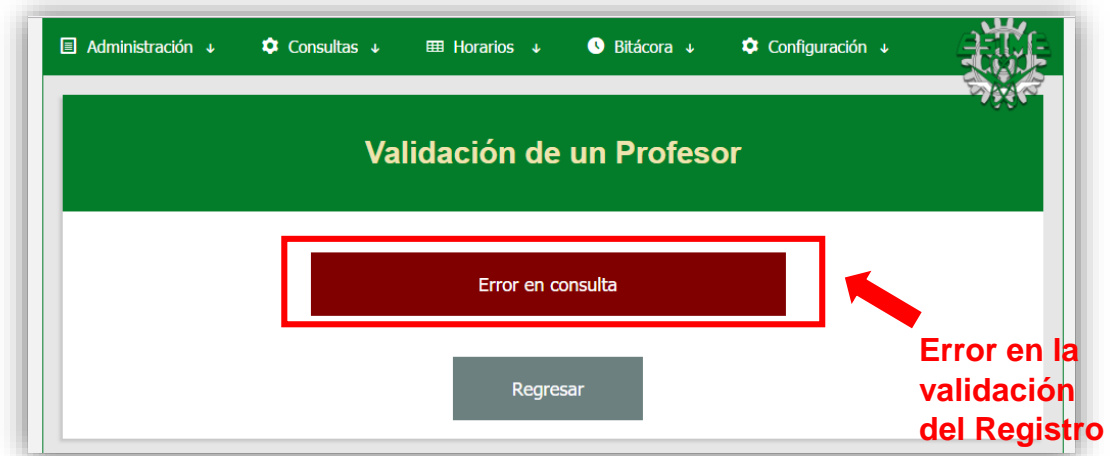 Administración ↓ Consultas ↓ Horarios ↓ Bitácora ↓ Configuración ↓
Validación de un Profesor
Error en consulta
Regresar
Error en la
validación
del Registro